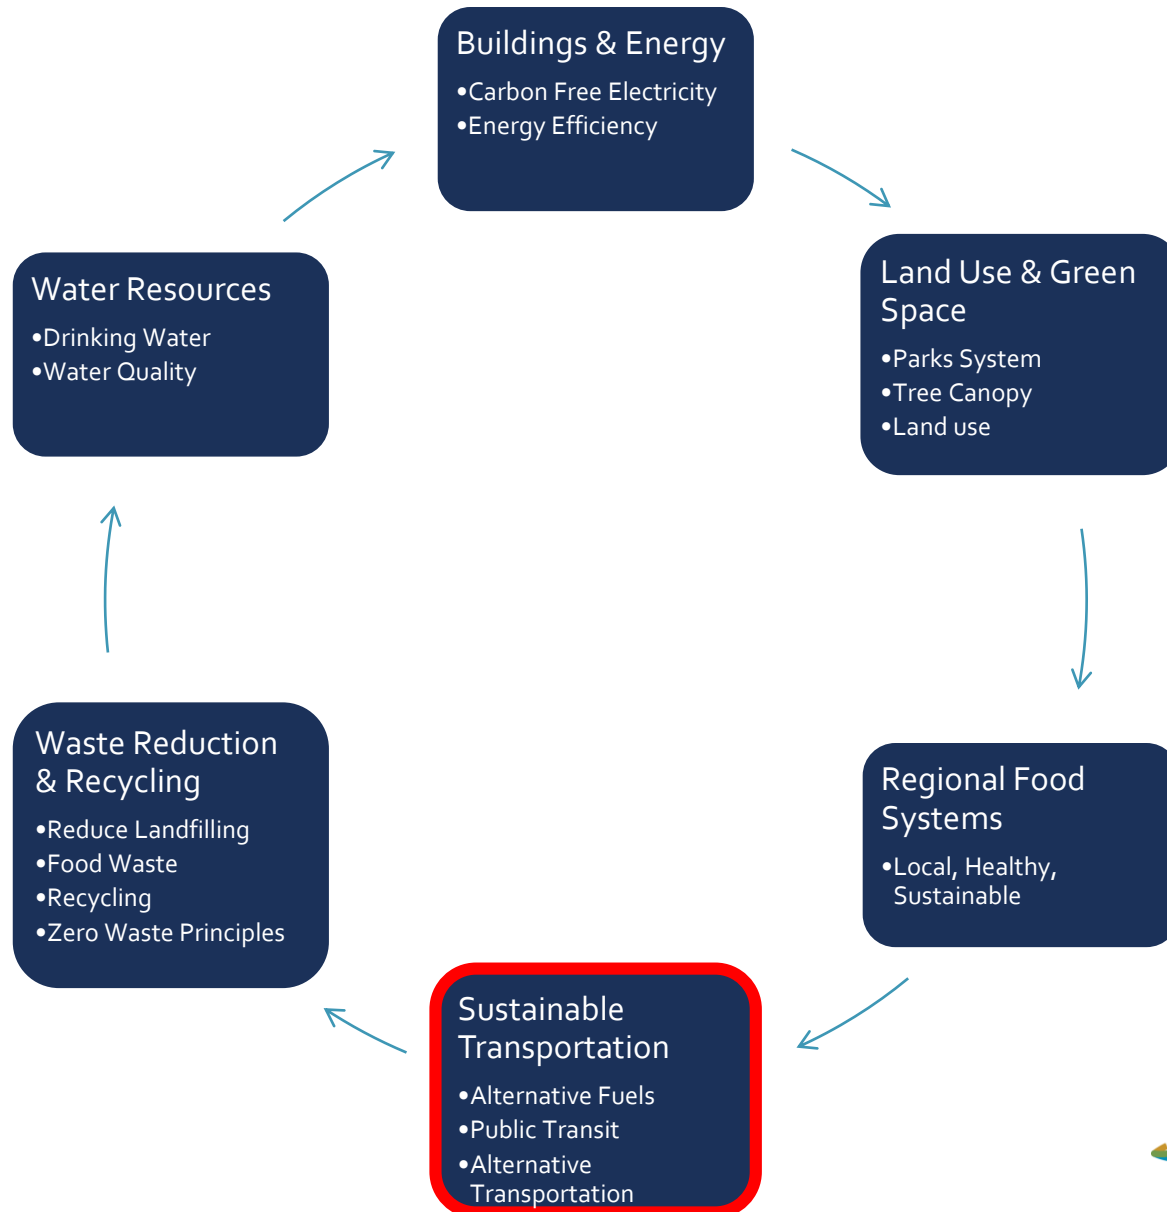 Buildings & Energy
•Carbon Free Electricity
•Energy Efficiency
Land Use & Green
Space
•Parks System
•Tree Canopy
•Land use
Regional Food
Systems
•Local, Healthy,
Sustainable
Sustainable
Transportation
•Alternative Fuels
•Public Transit
•Alternative
Transportation
Waste Reduction
& Recycling
•Reduce Landfilling
•Food Waste
•Recycling
•Zero Waste Principles
Water Resources
•Drinking Water
•Water Quality